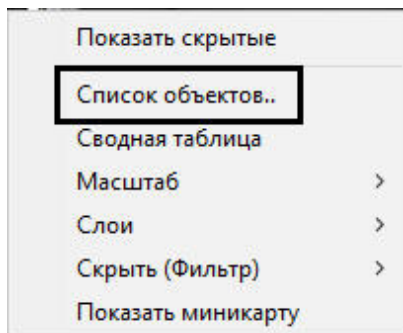 Показать скрытые
Список объектов..
Сводная таблица
Масштаб
Слои
Скрыть (Фильтр)
Показать миникарту